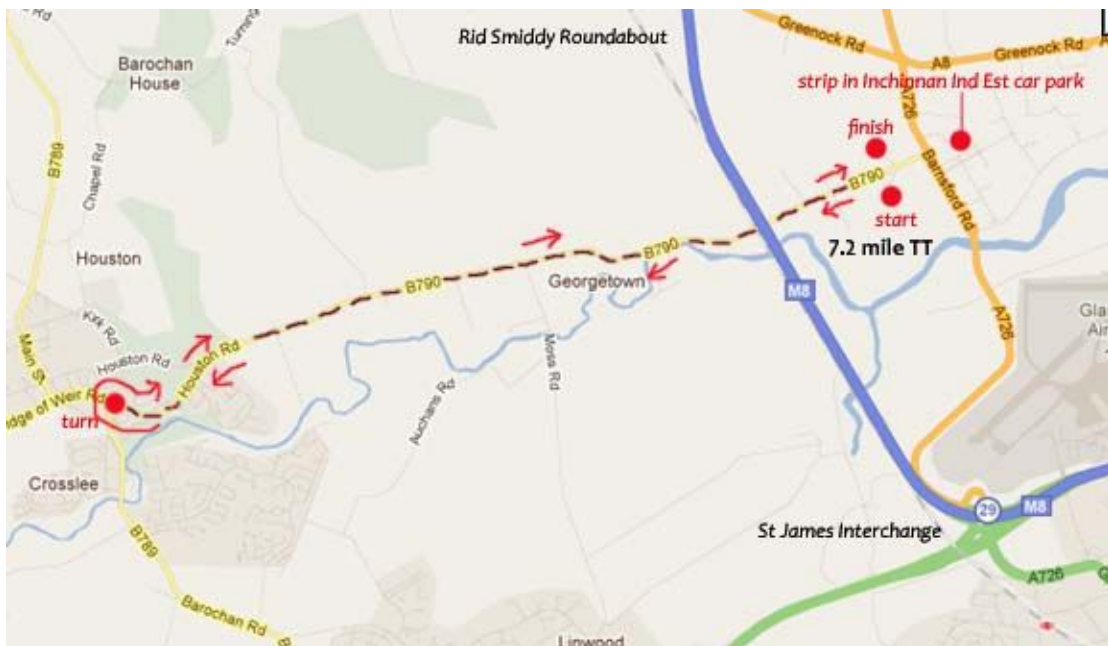 Rid Smiddy Roundabout
Greenock Rd
A8
Greenock Rd
Barochan
House
strip in Inchinnan Ind Est car park
A726
B789
Chapel Rd
finish
Barnsford Rd
B790
start
7.2 mile TT
Houston
B790
Georgetown
B790
M8
A726
Kirk Rd
Main St
Houston Rd
Houston Rd
Moss Rd
turn
Auchans Rd
Crosslee
29
M8
B789
St James Interchange
A726
Barochan Rd
Linwood